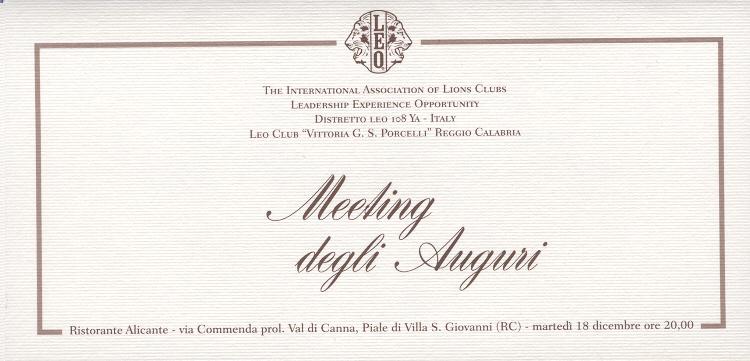 LEO
The International Association of Lions Clubs
Leadership Experience Opportunity
Distretto leo 108 Ya - Italy
Leo Club "Vittoria G. S. Porcelli" Reggio Calabria
Meeting
degli Auguri
Ristorante Alicante - via Commenda prol. Val di Canna, Piale di Villa S. Giovanni (RC) - martedì 18 dicembre ore 20,00